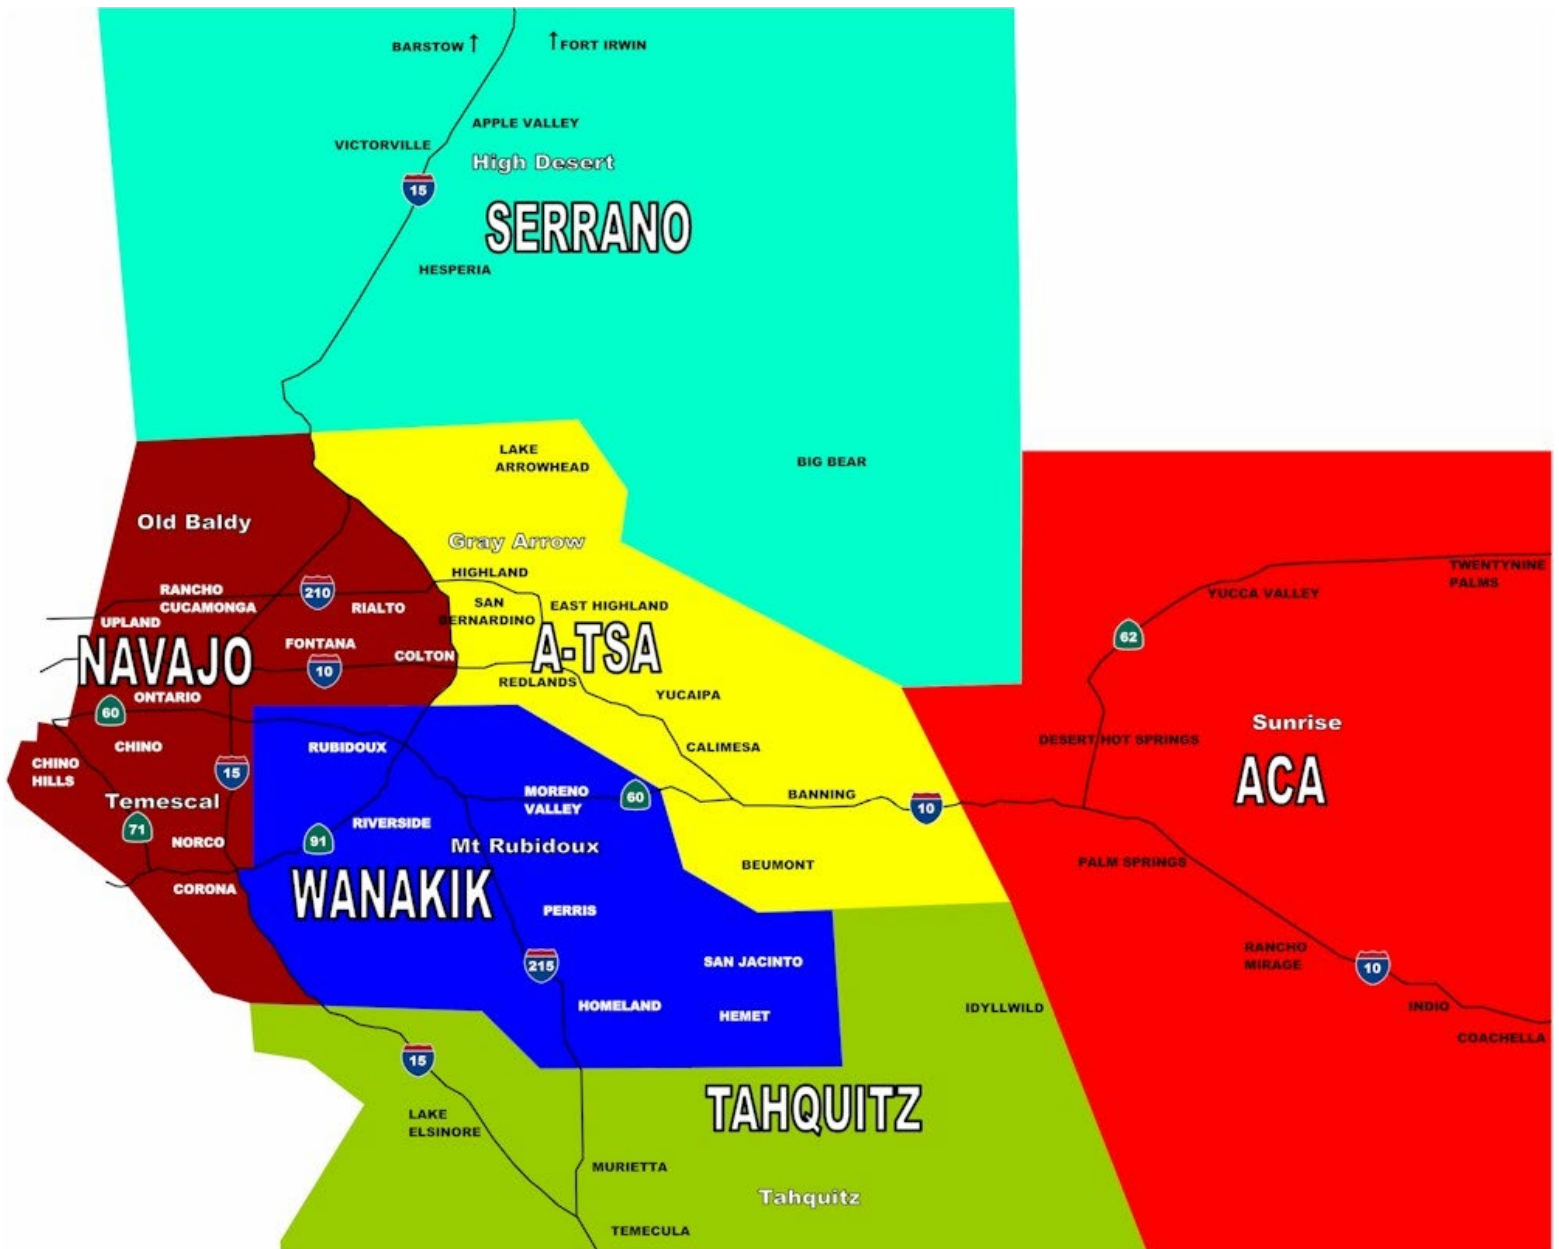 BARSTOW ↑
↑ FORT IRWIN
APPLE VALLEY
VICTORVILLE
High Desert
15
SERRANO
HESPERIA
BIG BEAR
LAKE
ARROWHEAD
Old Baldy
Gray Arrow
HIGHLAND
RANCHO
CUCAMONGA
210
RIALTO
SAN
BERNARDINO
EAST HIGHLAND
UPLAND
NAVAJO
FONTANA
10
COLTON
A-TSA
REDLANDS
YUCAIPA
ONTARIO
60
CHINO
CHINO
HILLS
15
Temescal
71
NORCO
CORONA
RUBIDOUX
CALIMESA
MORENO
VALLEY
60
BANNING
10
RIVERSIDE
91
Mt Rubidoux
BEUMONT
WANAKIK
PERRIS
215
SAN JACINTO
HOMELAND
HEMET
IDYLLWILD
15
TAHQUITZ
LAKE
ELSINORE
MURIETTA
Tahquitz
TEMECULA
TWENTYNINE
PALMS
YUCCA VALLEY
62
Sunrise
DESERT HOT SPRINGS
ACA
PALM SPRINGS
RANCHO
MIRAGE
10
INDIO
COACHELLA